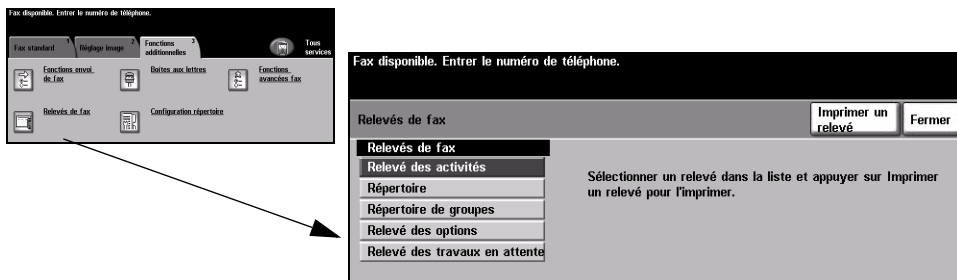 Fax disponible. Entrer le numéro de téléphone.
Fax standard 1
Réglage image 2
Fonctions additionnelles 3
Tous services
Fonctions envoi de fax
Boîtes aux lettres
Fonctions avancées fax
Relevés de fax
Configuration répertoire
Fax disponible. Entrer le numéro de téléphone.
Relevés de fax
Imprimer un relevé
Fermer
Relevés de fax
Relevé des activités
Répertoire
Répertoire de groupes
Relevé des options
Relevé des travaux en attente
Sélectionner un relevé dans la liste et appuyer sur Imprimer
un relevé pour l'imprimer.